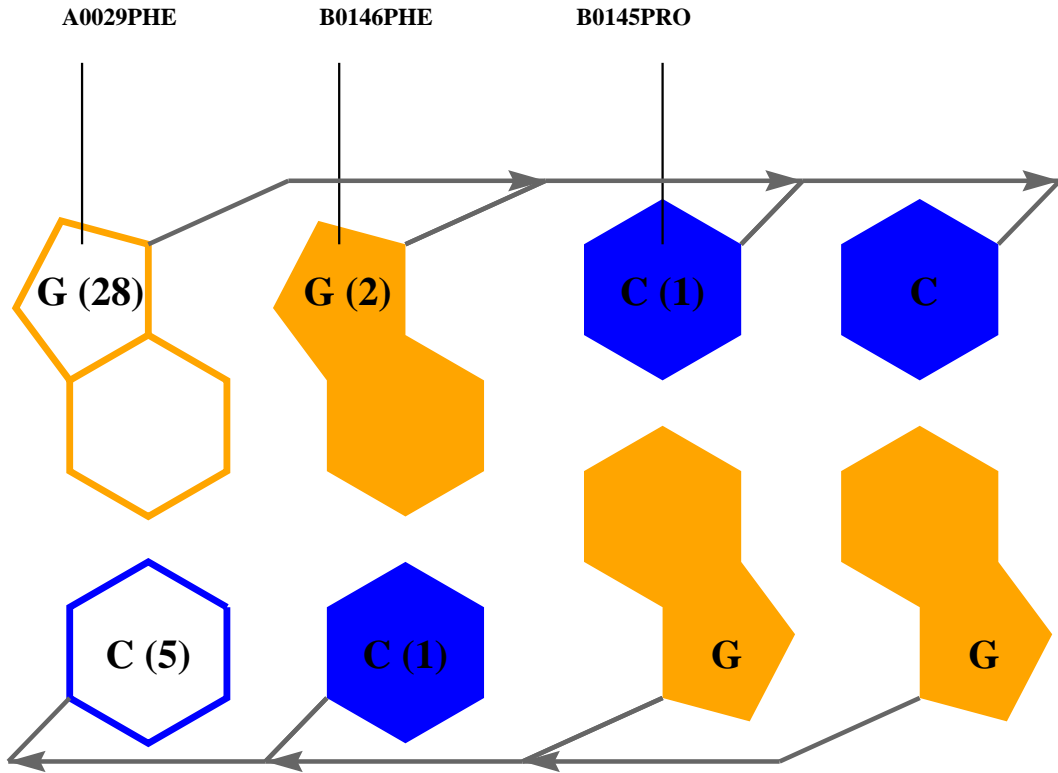 A0029PHE B0146PHE B0145PRO
G (28) G (2) C (1) C
C (5) C (1) G G